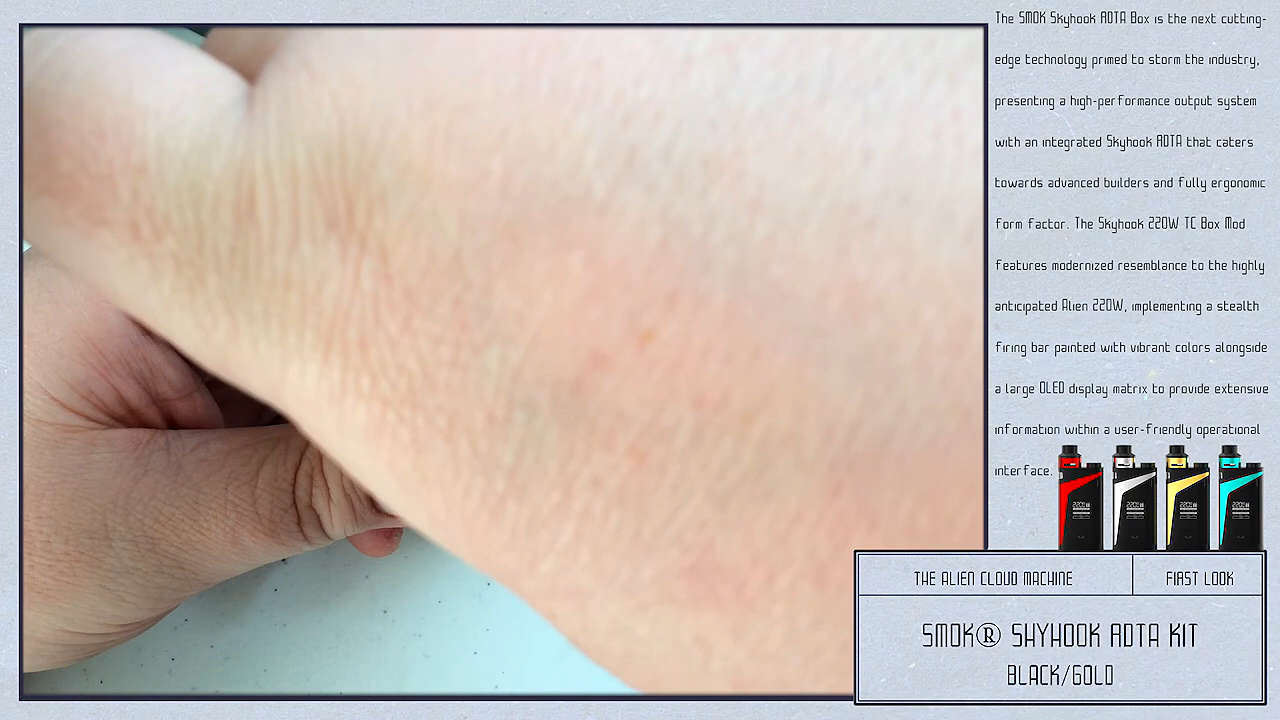 The SMOK Skyhook RDTA Box is the next cutting-
edge technology primed to storm the industry,
presenting a high-performance output system
with an integrated Skyhook RDTA that caters
towards advanced builders and fully ergonomic
form factor. The Skyhook 220W TC Box Mod
features modernized resemblance to the highly
anticipated Alien 220W, implementing a stealth
firing bar painted with vibrant colors alongside
a large OLED display matrix to provide extensive
information within a user-friendly operational
interface.
THE ALIEN CLOUD MACHINE
FIRST LOOK
SMOK® SKYHOOK RDTA KIT
BLACK/GOLD